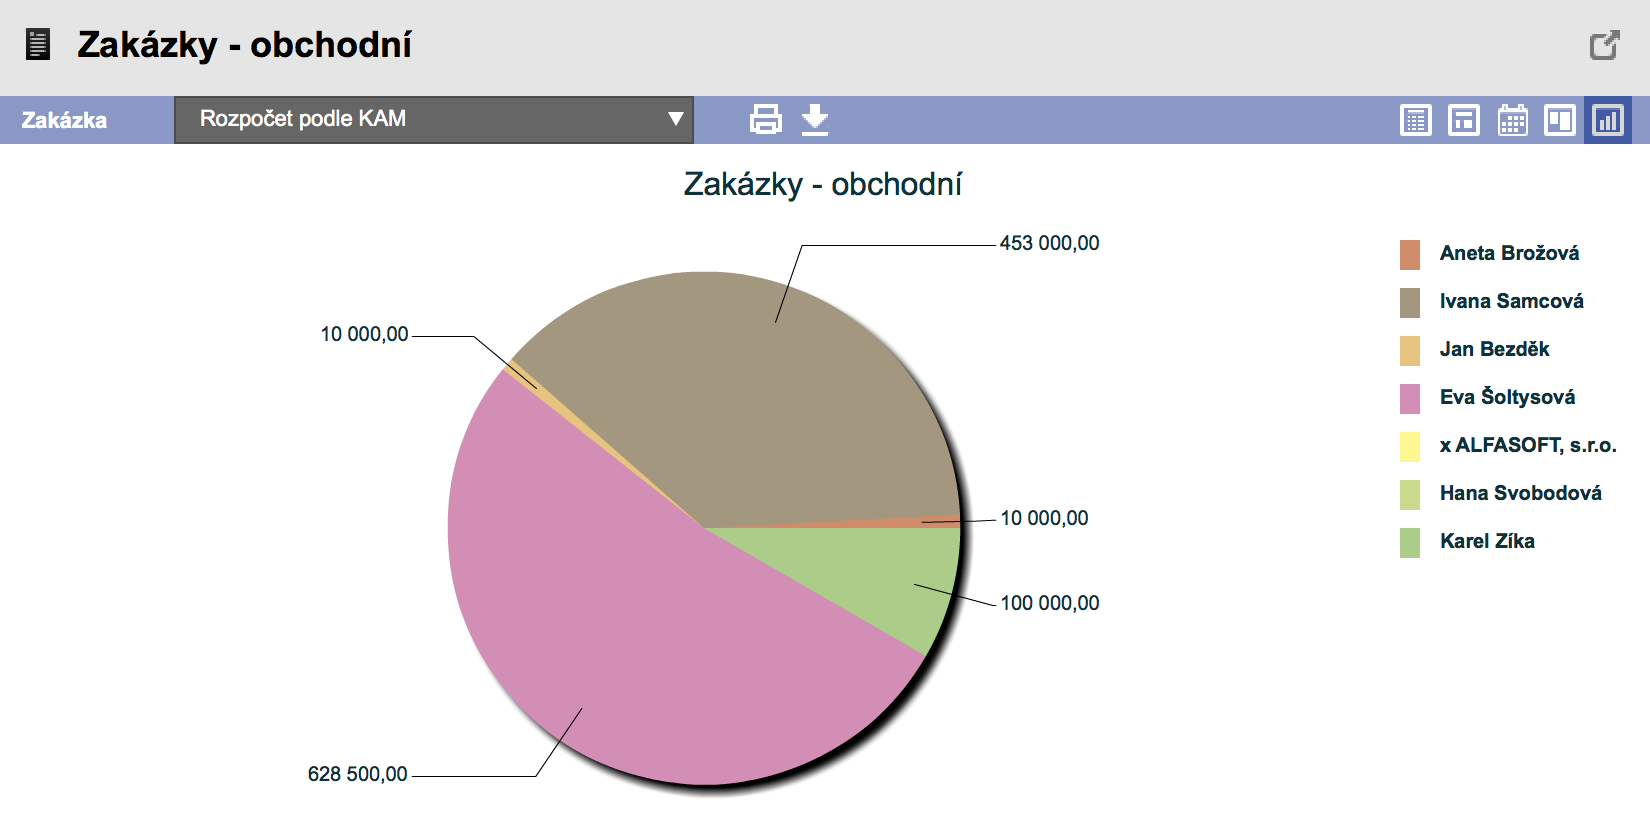 Zakázky - obchodní
Zakázka
Rozpočet podle KAM
Zakázky - obchodní
453 000,00
10 000,00
10 000,00
100 000,00
628 500,00
Aneta Brožová
Ivana Samcová
Jan Bezděk
Eva Šoltysová
x ALFASOFT, s.r.o.
Hana Svobodová
Karel Zíka